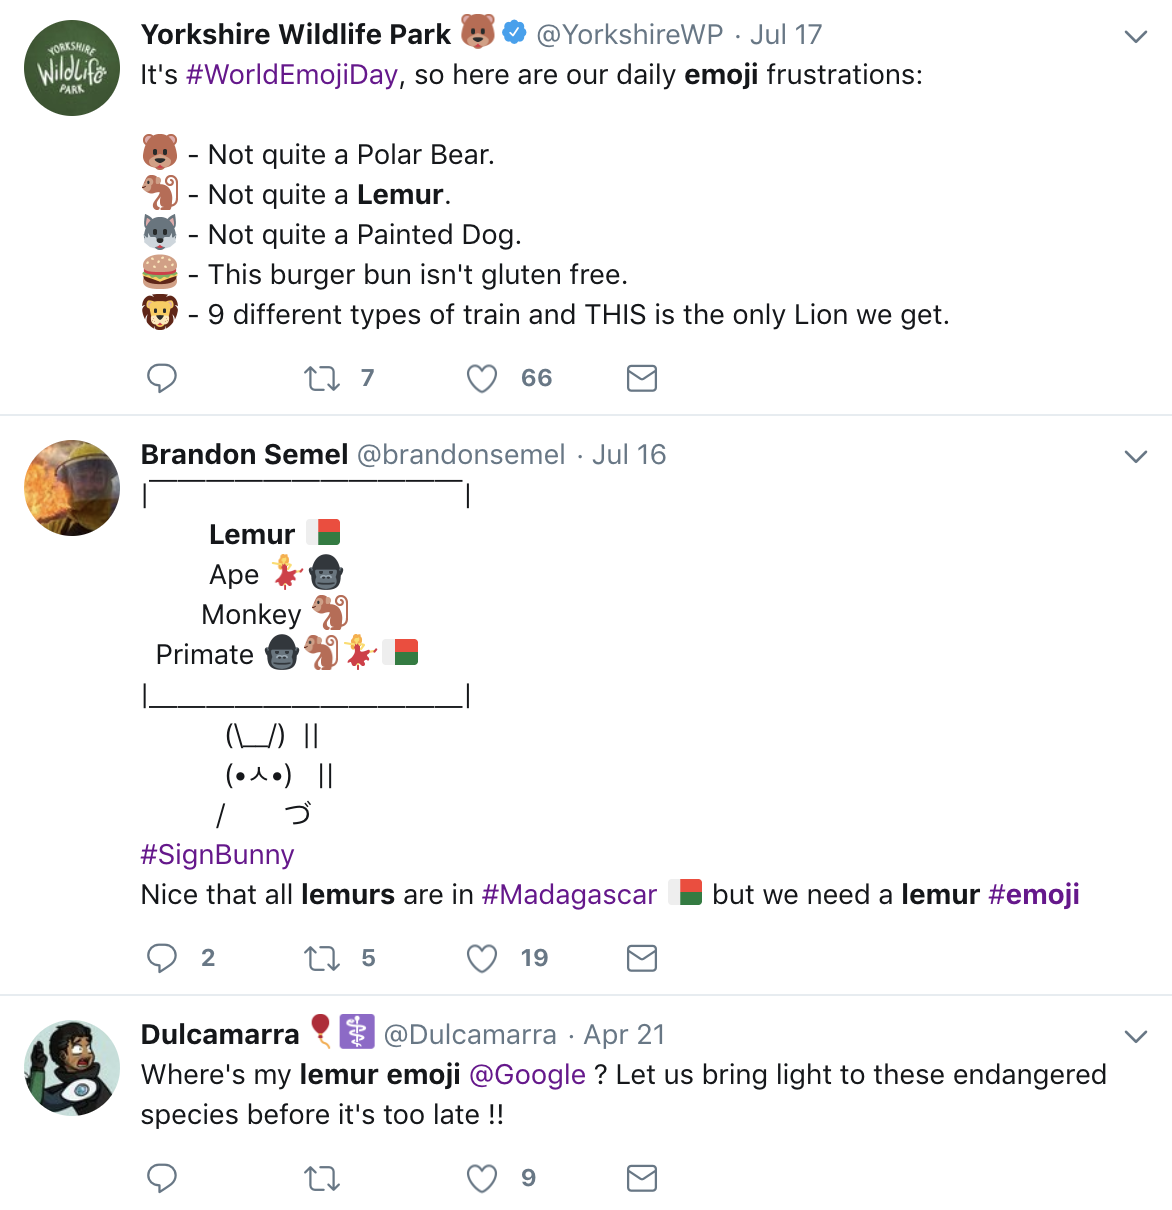 YORKSHIRE
Wildlife
PARK
Yorkshire Wildlife Park 🐻 @YorkshireWP · Jul 17
It's #WorldEmojiDay, so here are our daily emoji frustrations:
🐻 - Not quite a Polar Bear.
🐒 - Not quite a Lemur.
🐺 - Not quite a Painted Dog.
🍔 - This burger bun isn't gluten free.
🦁 - 9 different types of train and THIS is the only Lion we get.
7 66
Brandon Semel @brandonsemel · Jul 16
|￣￣￣￣￣￣￣￣￣￣￣|
Lemur 🇲🇬
Ape 💃🦍
Monkey 🐒
Primate 🦍🐒💃🇲🇬
|＿＿＿＿＿＿＿＿＿＿＿|
(\__/) ||
(•ㅅ•) ||
/ 　 づ
#SignBunny
Nice that all lemurs are in #Madagascar 🇲🇬 but we need a lemur #emoji
2 5 19
Dulcamarra 🎈⚕️ @Dulcamarra · Apr 21
Where's my lemur emoji @Google ? Let us bring light to these endangered
species before it's too late !!
9